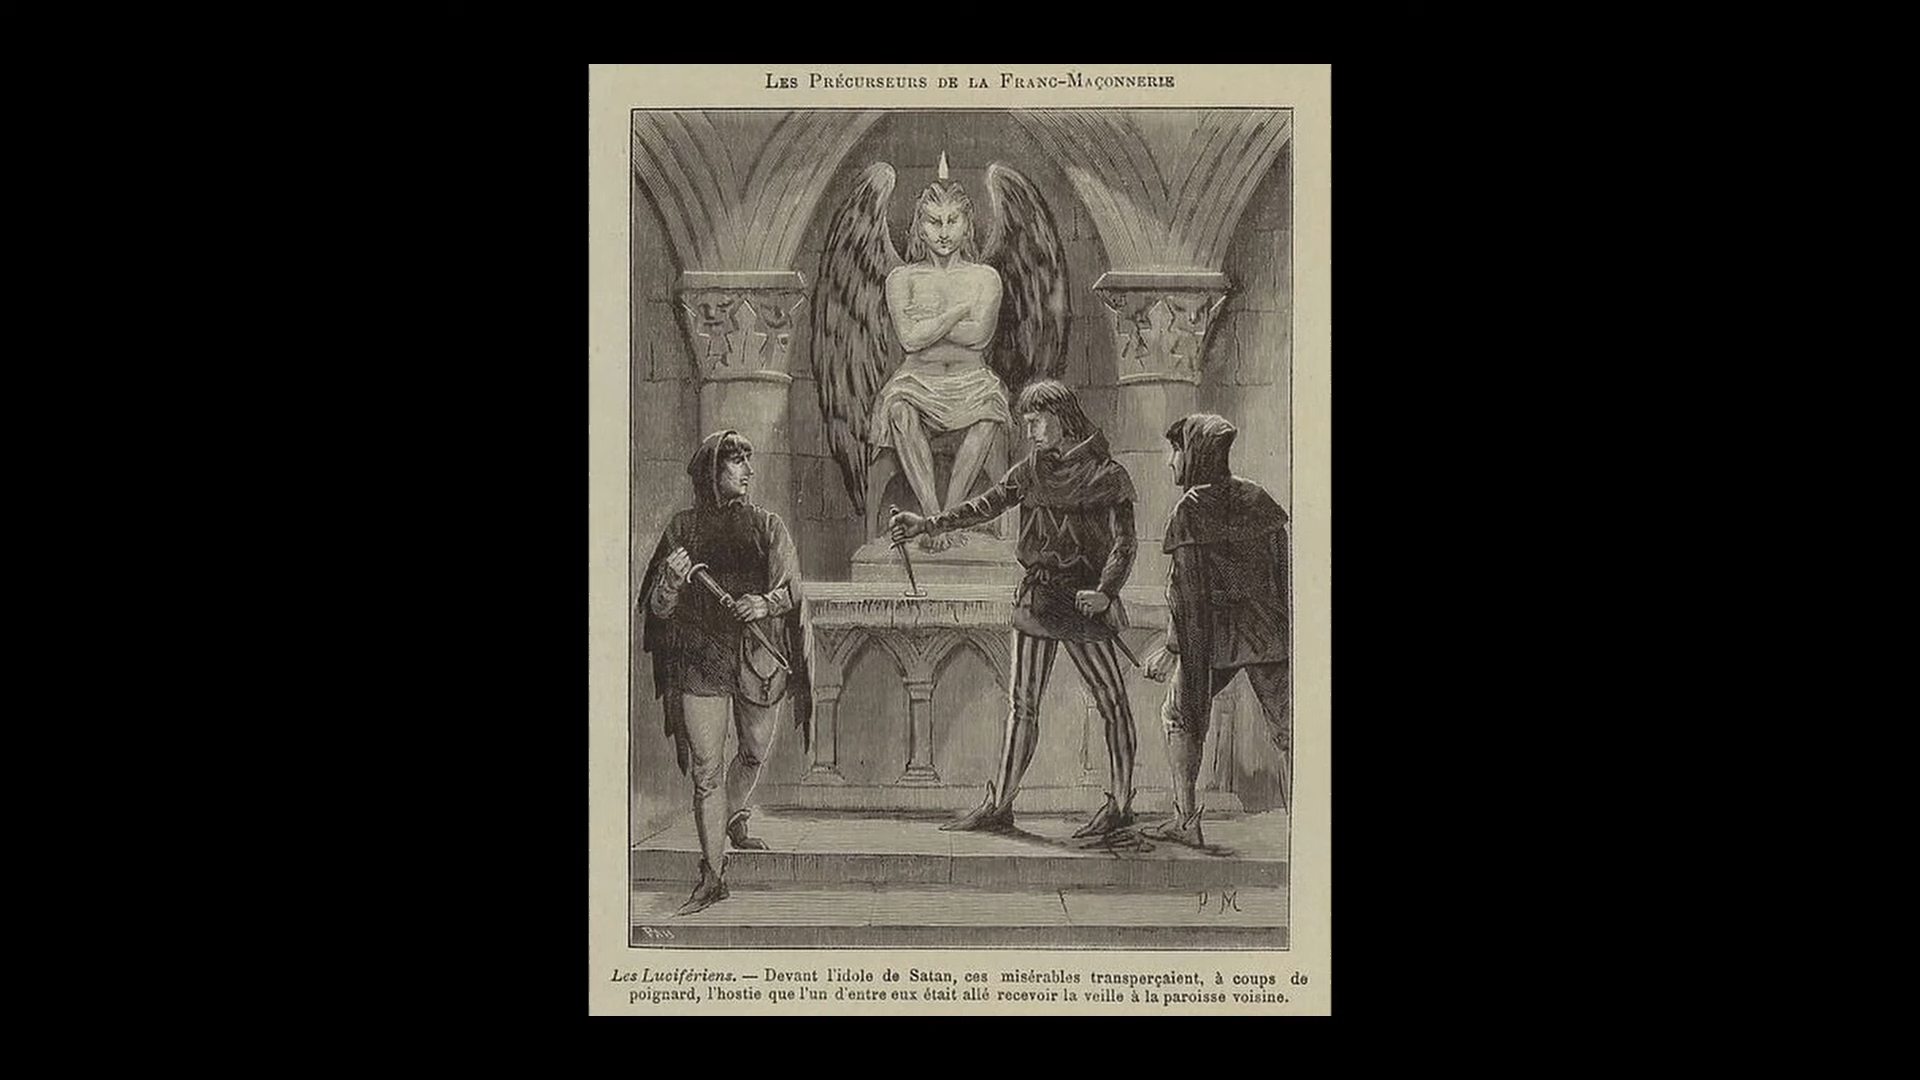 Les Précurseurs de la Franc-Maçonnerie
P M
Les Lucifériens. — Devant l'idole de Satan, ces misérables transperçaient, à coups de
poignard, l'hostie que l'un d'entre eux était allé recevoir la veille à la paroisse voisine.